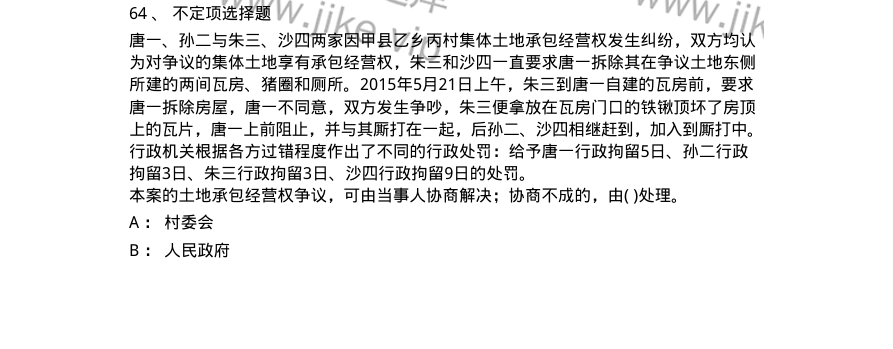 www.jike.vip
库
www.jik
64 、 不定项选择题
唐一、孙二与朱三、沙四两家因甲县乙乡丙村集体土地承包经营权发生纠纷，双方均认
为对争议的集体土地享有承包经营权，朱三和沙四一直要求唐一拆除其在争议土地东侧
所建的两间瓦房、猪圈和厕所。2015年5月21日上午，朱三到唐一自建的瓦房前，要求
唐一拆除房屋，唐一不同意，双方发生争吵，朱三便拿放在瓦房门口的铁锹顶坏了房顶
上的瓦片，唐一上前阻止，并与其厮打在一起，后孙二、沙四相继赶到，加入到厮打中。
行政机关根据各方过错程度作出了不同的行政处罚：给予唐一行政拘留5日、孙二行政
拘留3日、朱三行政拘留3日、沙四行政拘留9日的处罚。
本案的土地承包经营权争议，可由当事人协商解决；协商不成的，由( )处理。
A ： 村委会
B ： 人民政府